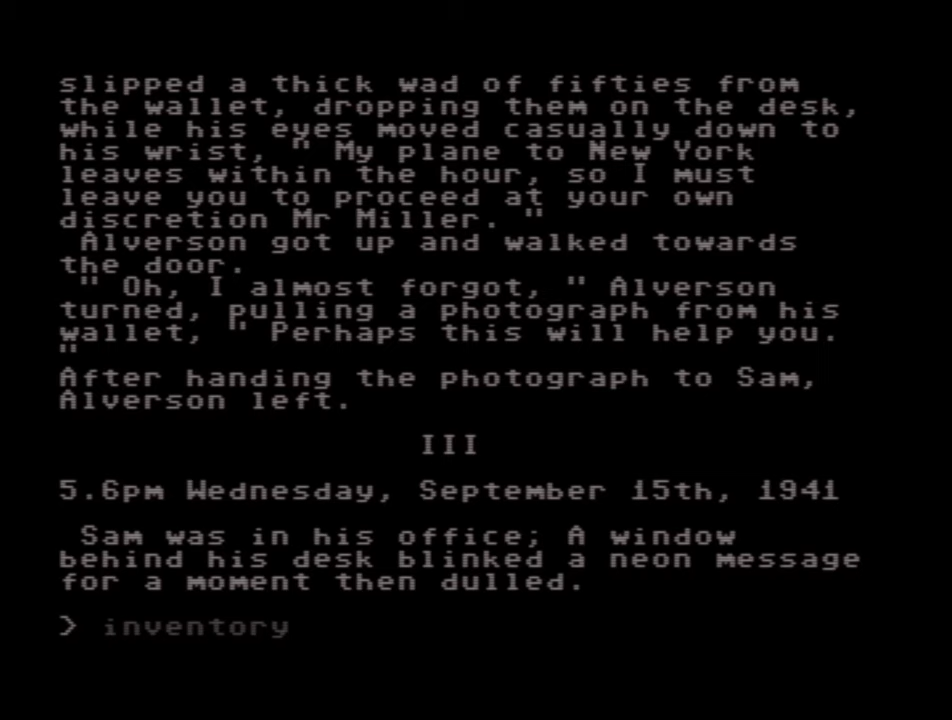 slipped a thick wad of fifties from
the wallet, dropping them on the desk,
while his eyes moved casually down to
his wrist, " My plane to New York
leaves within the hour, so I must
leave you to proceed at your own
discretion Mr Miller. "
Alverson got up and walked towards
the door.
" Oh, I almost forgot, " Alverson
turned, pulling a photograph from his
wallet, " Perhaps this will help you.
"
After handing the photograph to Sam,
Alverson left.
III
5.6pm Wednesday, September 15th, 1941
Sam was in his office; A window
behind his desk blinked a neon message
for a moment then dulled.
> inventory